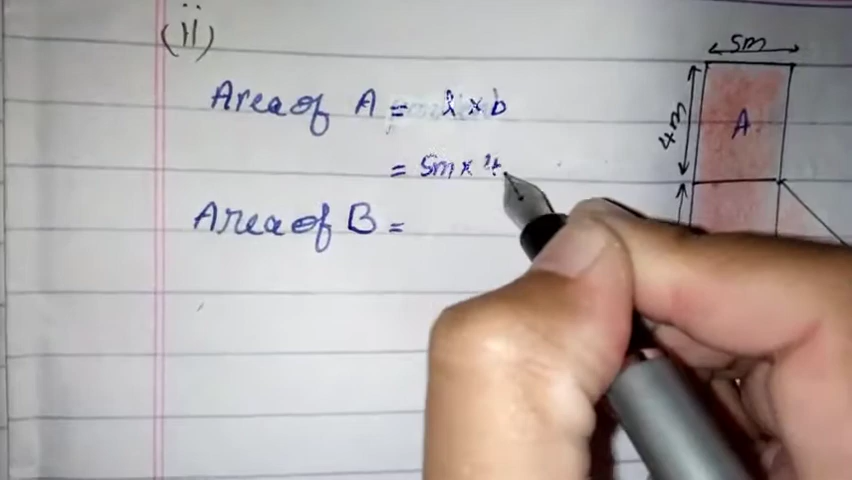 (ii)
5m
Area of A = l × b
4m
A
= 5m × 4
Area of B =